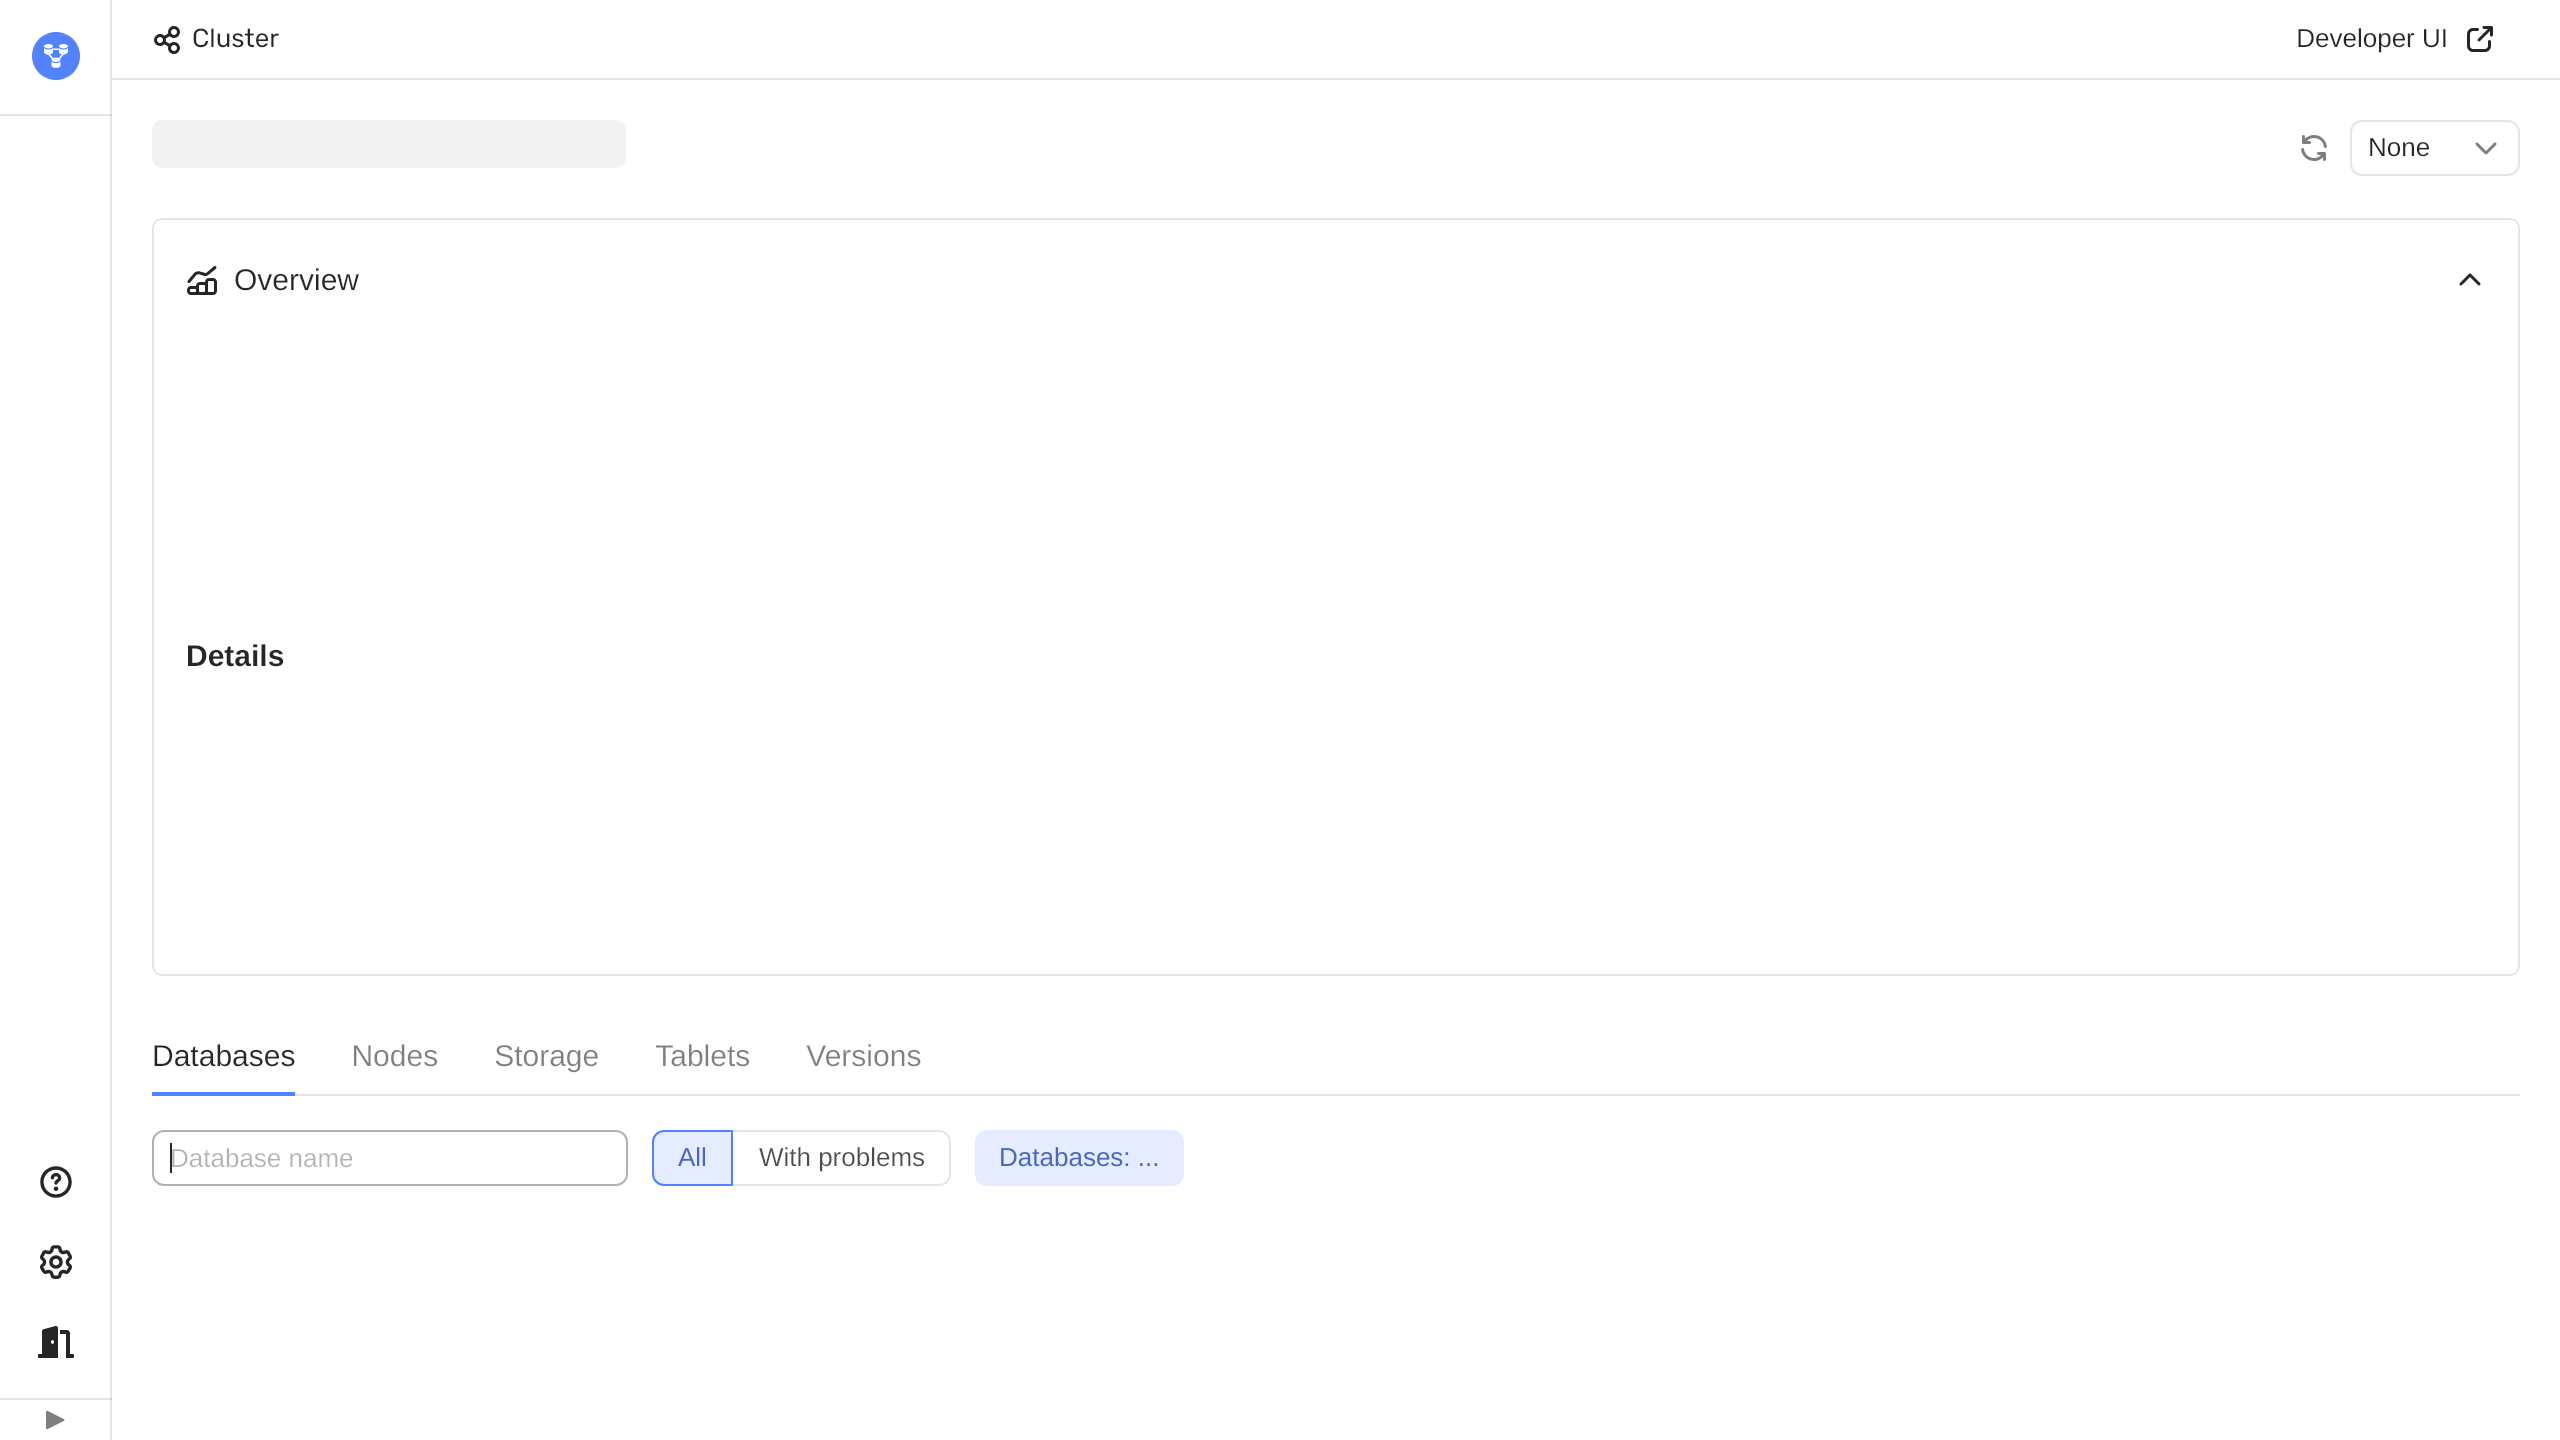 Cluster
Developer UI
None
Overview
Details
Databases Nodes Storage Tablets Versions
Database name
All With problems Databases: ...